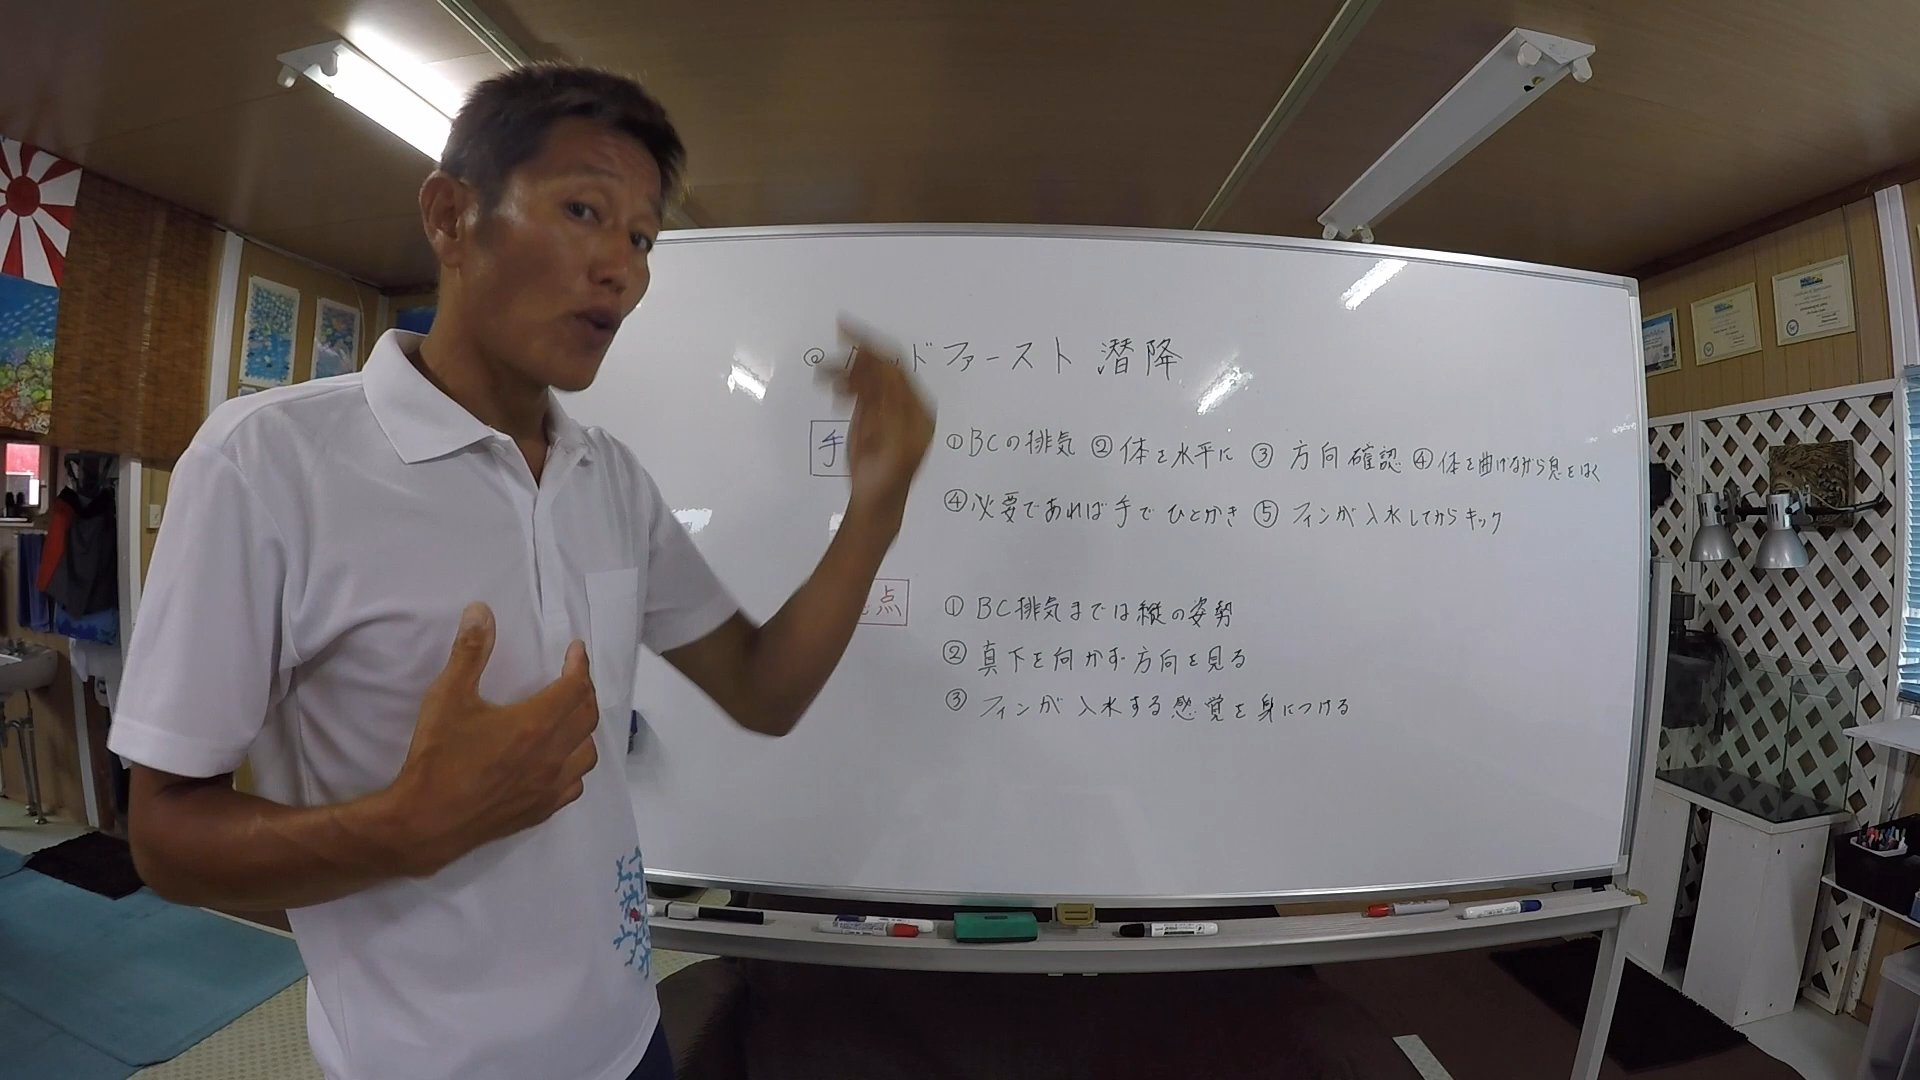 ドファースト潜降
手
①BCの排気 ②体を水平に ③方向確認 ④体を曲げながら息をはく
④必要であれば手でひとかき ⑤フィンが入水してからキック
点
①BC排気までは縦の姿勢
②真下を向かず方向を見る
③フィンが入水する感覚を身につける